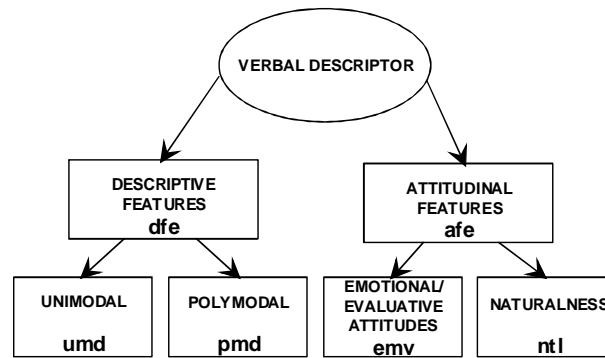 VERBAL DESCRIPTOR
DESCRIPTIVE
FEATURES
dfe
ATTITUDINAL
FEATURES
afe
UNIMODAL
umd
POLYMODAL
pmd
EMOTIONAL/
EVALUATIVE
ATTITUDES
emv
NATURALNESS
ntl